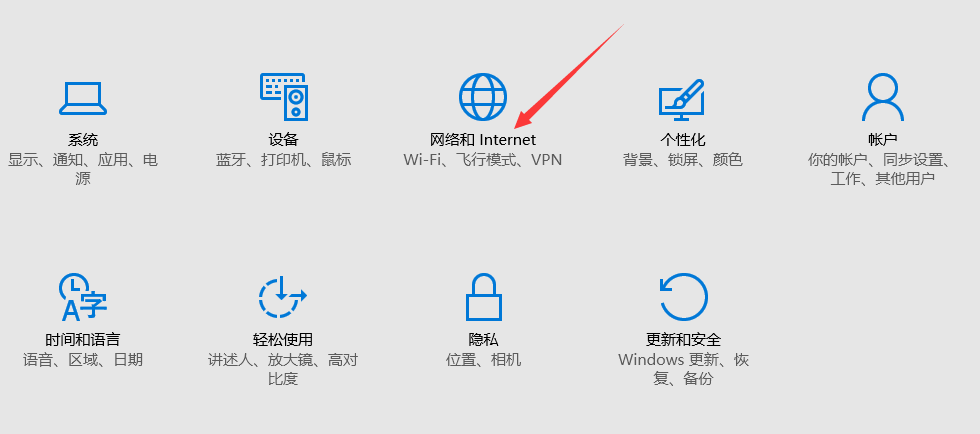 系统
显示、通知、应用、电
源
设备
蓝牙、打印机、鼠标
网络和 Internet
Wi-Fi、飞行模式、VPN
个性化
背景、锁屏、颜色
帐户
你的帐户、同步设置、
工作、其他用户
A字
时间和语言
语音、区域、日期
轻松使用
讲述人、放大镜、高对
比度
隐私
位置、相机
更新和安全
Windows 更新、恢
复、备份